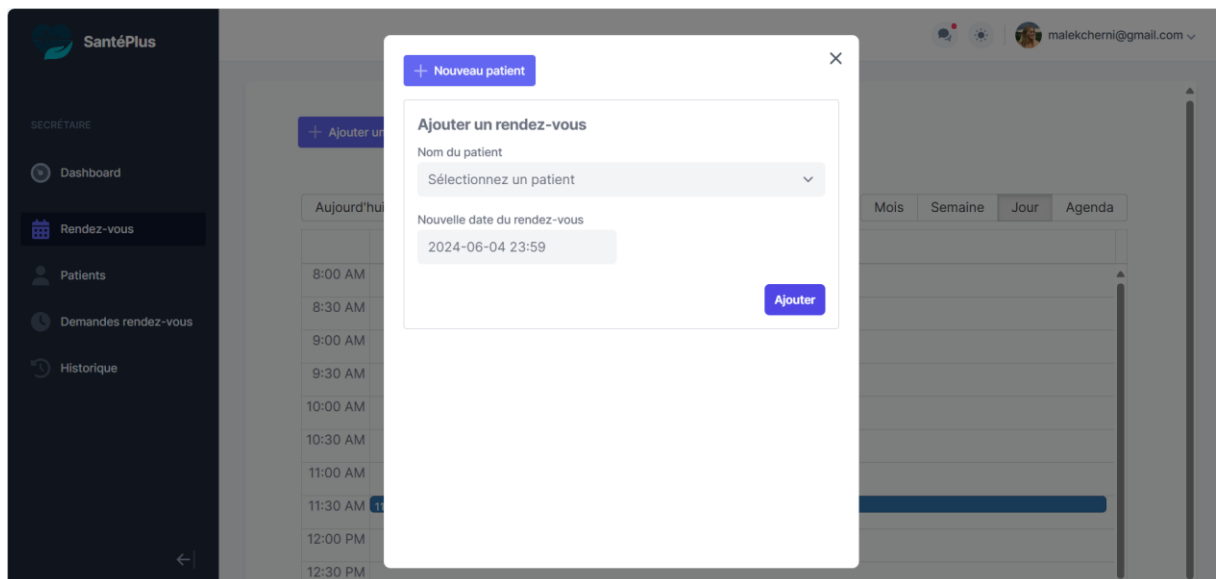 SantéPlus
malekcherni@gmail.com
SECRÉTAIRE
Dashboard
Rendez-vous
Patients
Demandes rendez-vous
Historique
+ Ajouter un
Aujourd'hui
Mois Semaine Jour Agenda
8:00 AM
8:30 AM
9:00 AM
9:30 AM
10:00 AM
10:30 AM
11:00 AM
11:30 AM 11
12:00 PM
12:30 PM
+ Nouveau patient
Ajouter un rendez-vous
Nom du patient
Sélectionnez un patient
Nouvelle date du rendez-vous
2024-06-04 23:59
Ajouter